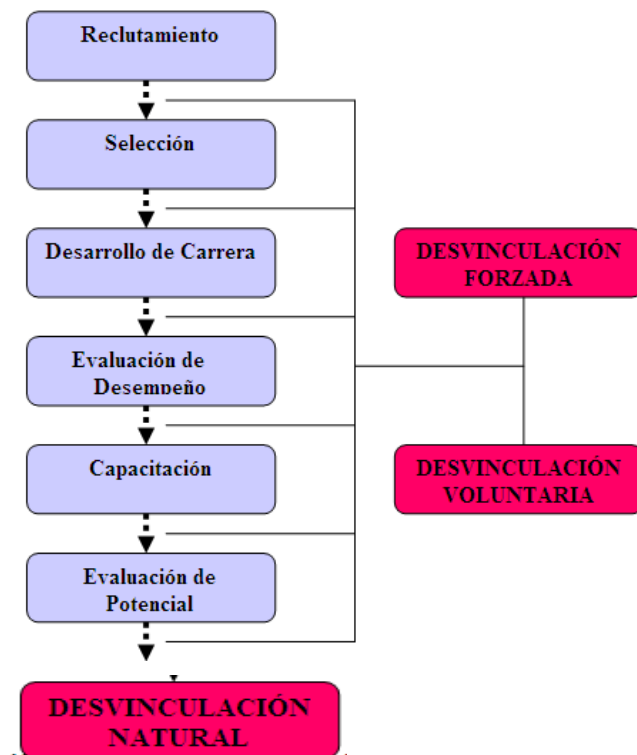 Reclutamiento
Selección
Desarrollo de Carrera
Evaluación de
Desempeño
Capacitación
Evaluación de
Potencial
DESVINCULACIÓN
NATURAL
DESVINCULACIÓN
FORZADA
DESVINCULACIÓN
VOLUNTARIA